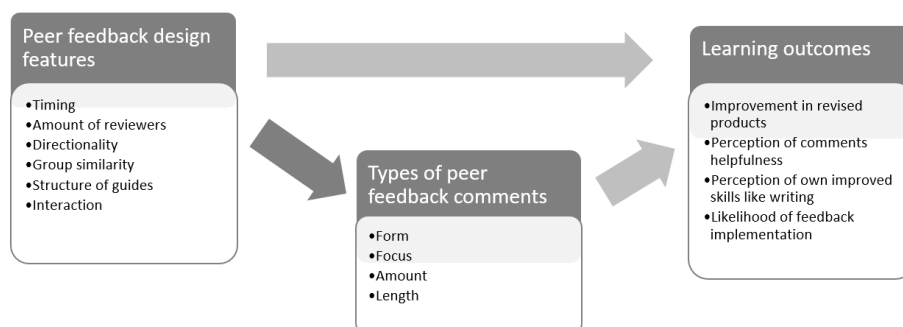 Peer feedback design
features
•Timing
•Amount of reviewers
•Directionality
•Group similarity
•Structure of guides
•Interaction
Types of peer
feedback comments
•Form
•Focus
•Amount
•Length
Learning outcomes
•Improvement in revised
products
•Perception of comments
helpfulness
•Perception of own improved
skills like writing
•Likelihood of feedback
implementation